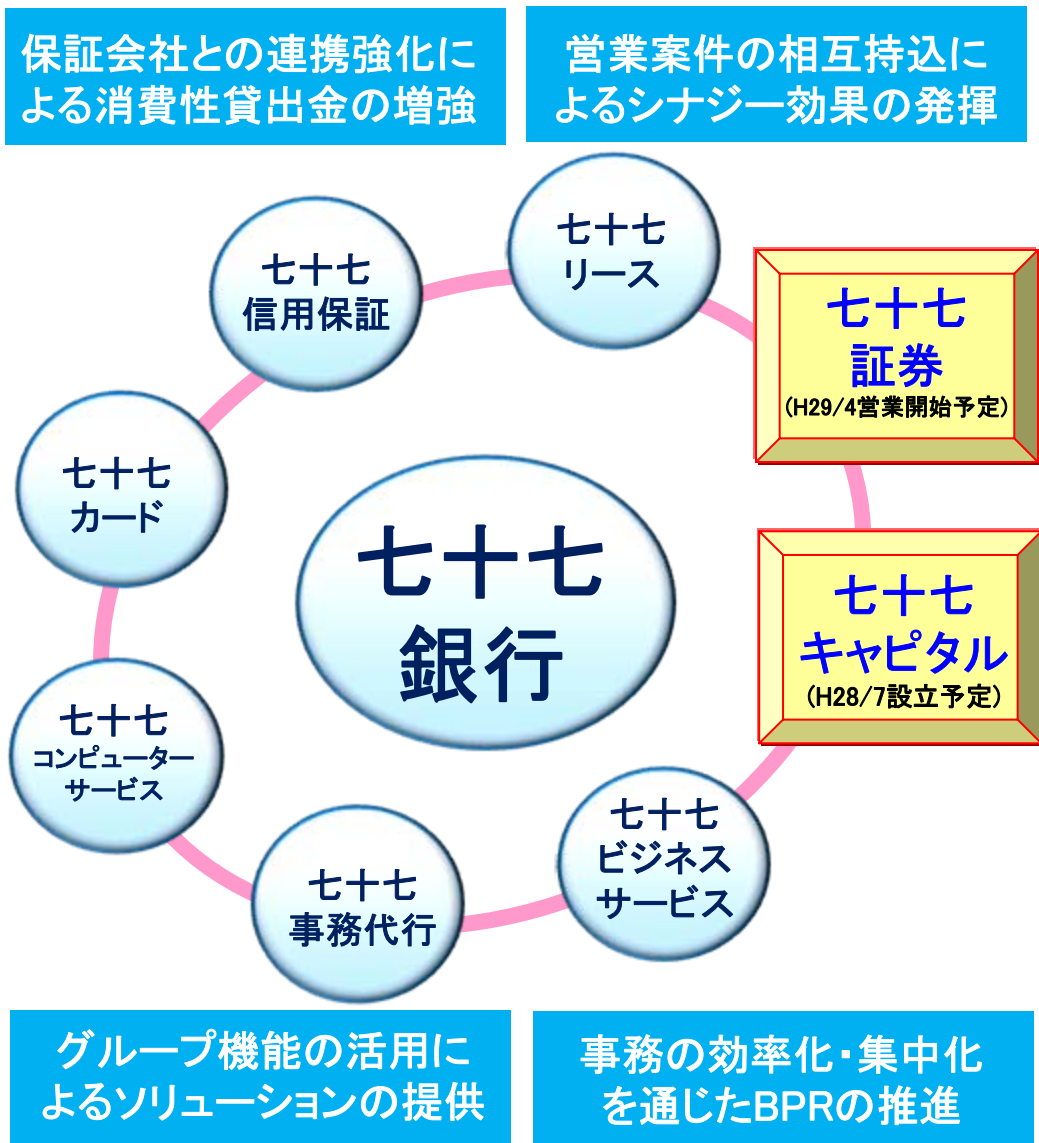 保証会社との連携強化に
よる消費性貸出金の増強
営業案件の相互持込に
よるシナジー効果の発揮
七十七
リース
七十七
信用保証
七十七
証券
(H29/4営業開始予定)
七十七
カード
七十七
銀行
七十七
キャピタル
(H28/7設立予定)
七十七
コンピューター
サービス
七十七
ビジネス
サービス
七十七
事務代行
グループ機能の活用に
よるソリューションの提供
事務の効率化・集中化
を通じたBPRの推進